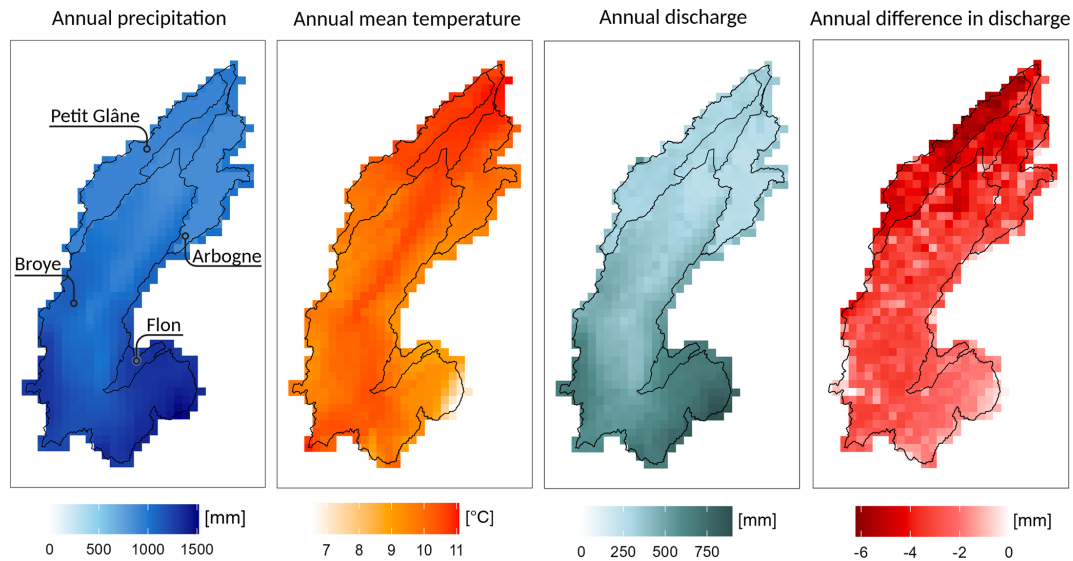 Annual precipitation
Annual mean temperature
Annual discharge
Annual difference in discharge
Petit Glâne
Broye
Arbogne
Flon
[mm]
0 500 1000 1500
[°C]
7 8 9 10 11
[mm]
0 250 500 750
[mm]
-6 -4 -2 0